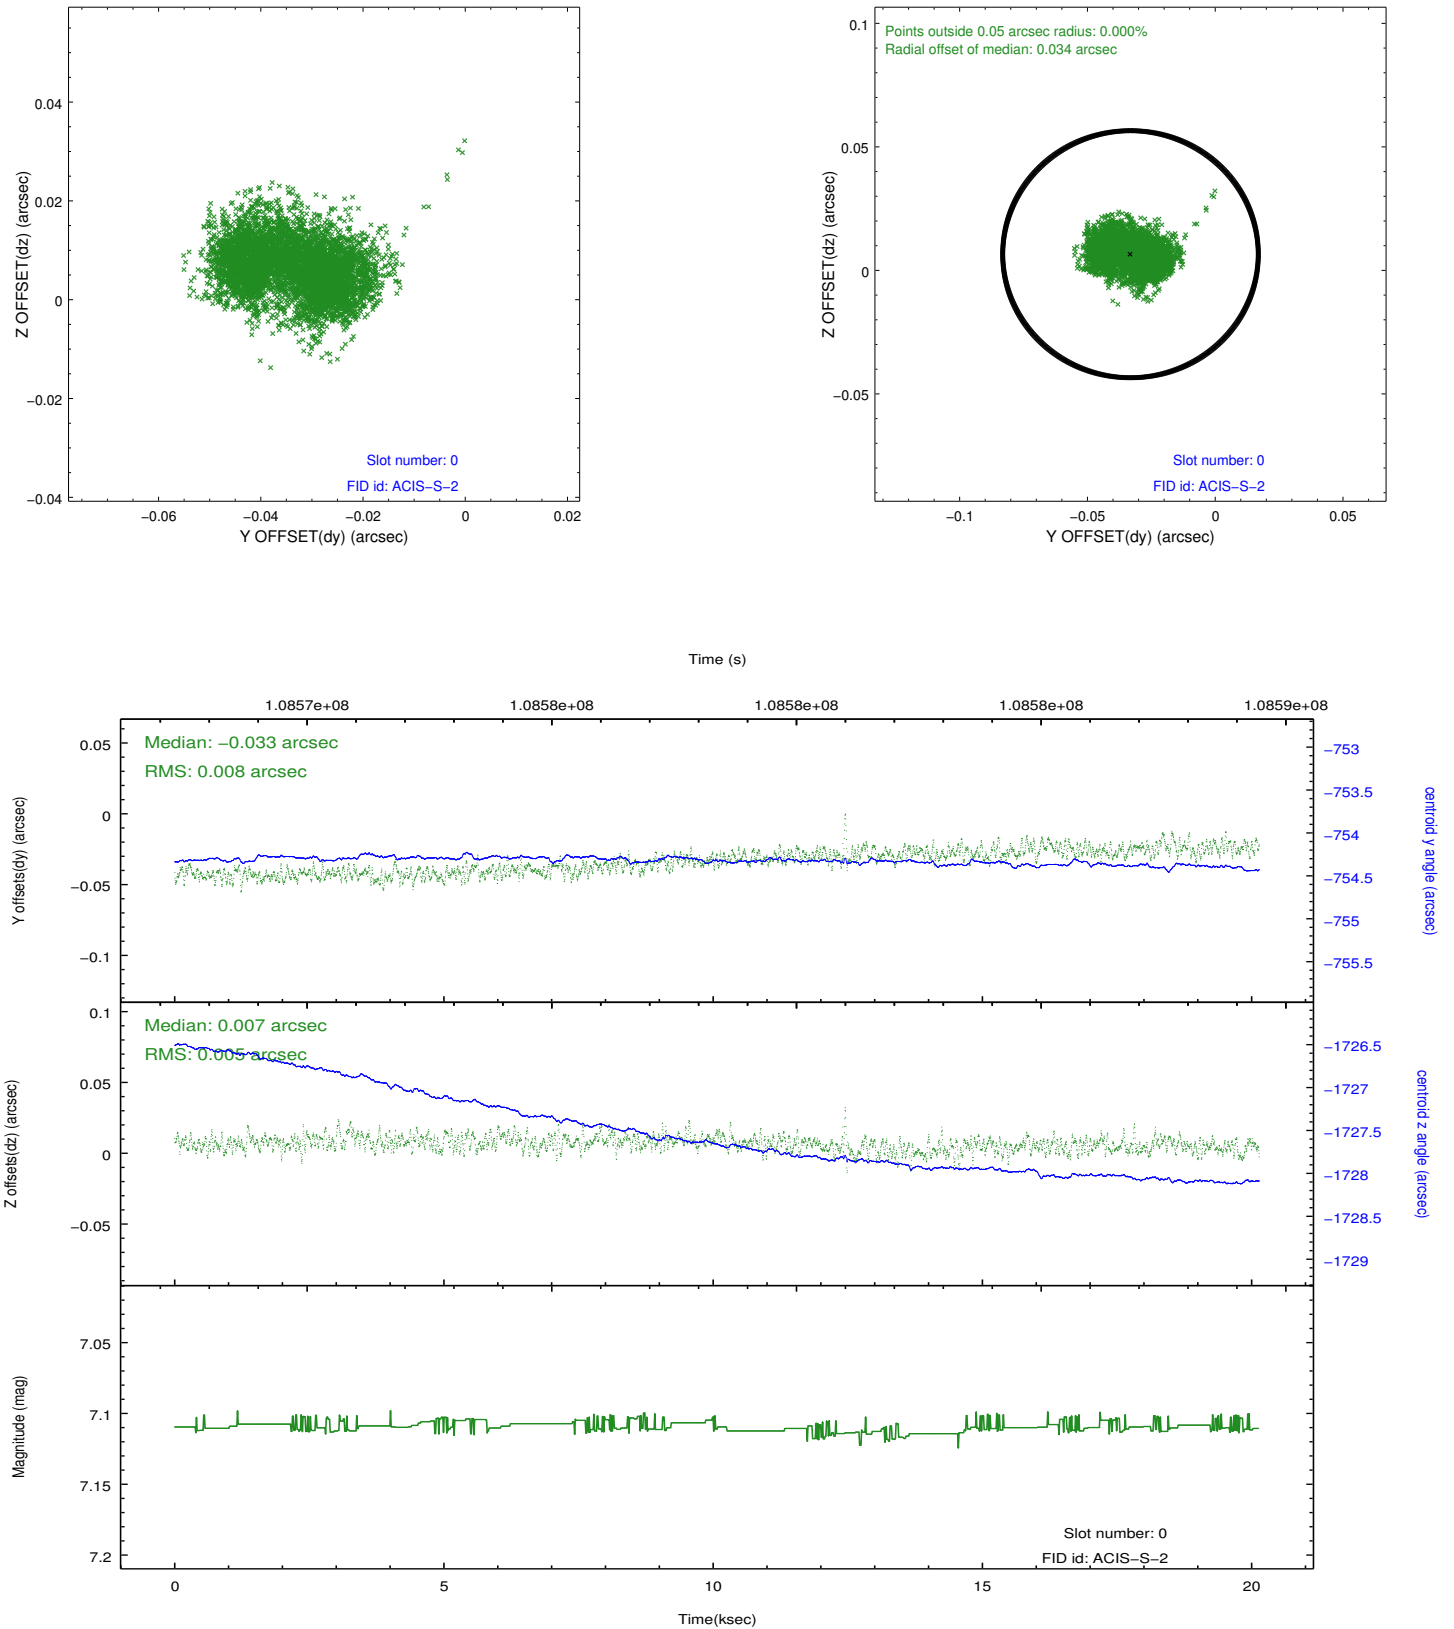 0.04
0.02
0
−0.02
−0.04
Z OFFSET(dz) (arcsec)
Slot number: 0
FID id: ACIS−S−2
−0.06
−0.04
−0.02
0
0.02
Y OFFSET(dy) (arcsec)
Points outside 0.05 arcsec radius: 0.000%
Radial offset of median: 0.034 arcsec
0.1
0.05
0
−0.05
Z OFFSET(dz) (arcsec)
Slot number: 0
FID id: ACIS−S−2
−0.1
−0.05
0
0.05
Y OFFSET(dy) (arcsec)
Time (s)
1.0857e+08
1.0858e+08
1.0858e+08
1.0858e+08
1.0859e+08
Median: −0.033 arcsec
RMS: 0.008 arcsec
0.05
0
−0.05
−0.1
Y offsets(dy) (arcsec)
−753
−753.5
−754
−754.5
−755
−755.5
centroid y angle (arcsec)
Median: 0.007 arcsec
RMS: 0.005 arcsec
0.1
0.05
0
−0.05
Z offsets(dz) (arcsec)
−1726.5
−1727
−1727.5
−1728
−1728.5
−1729
centroid z angle (arcsec)
7.05
7.1
7.15
7.2
Magnitude (mag)
Slot number: 0
FID id: ACIS−S−2
0
5
10
15
20
Time(ksec)